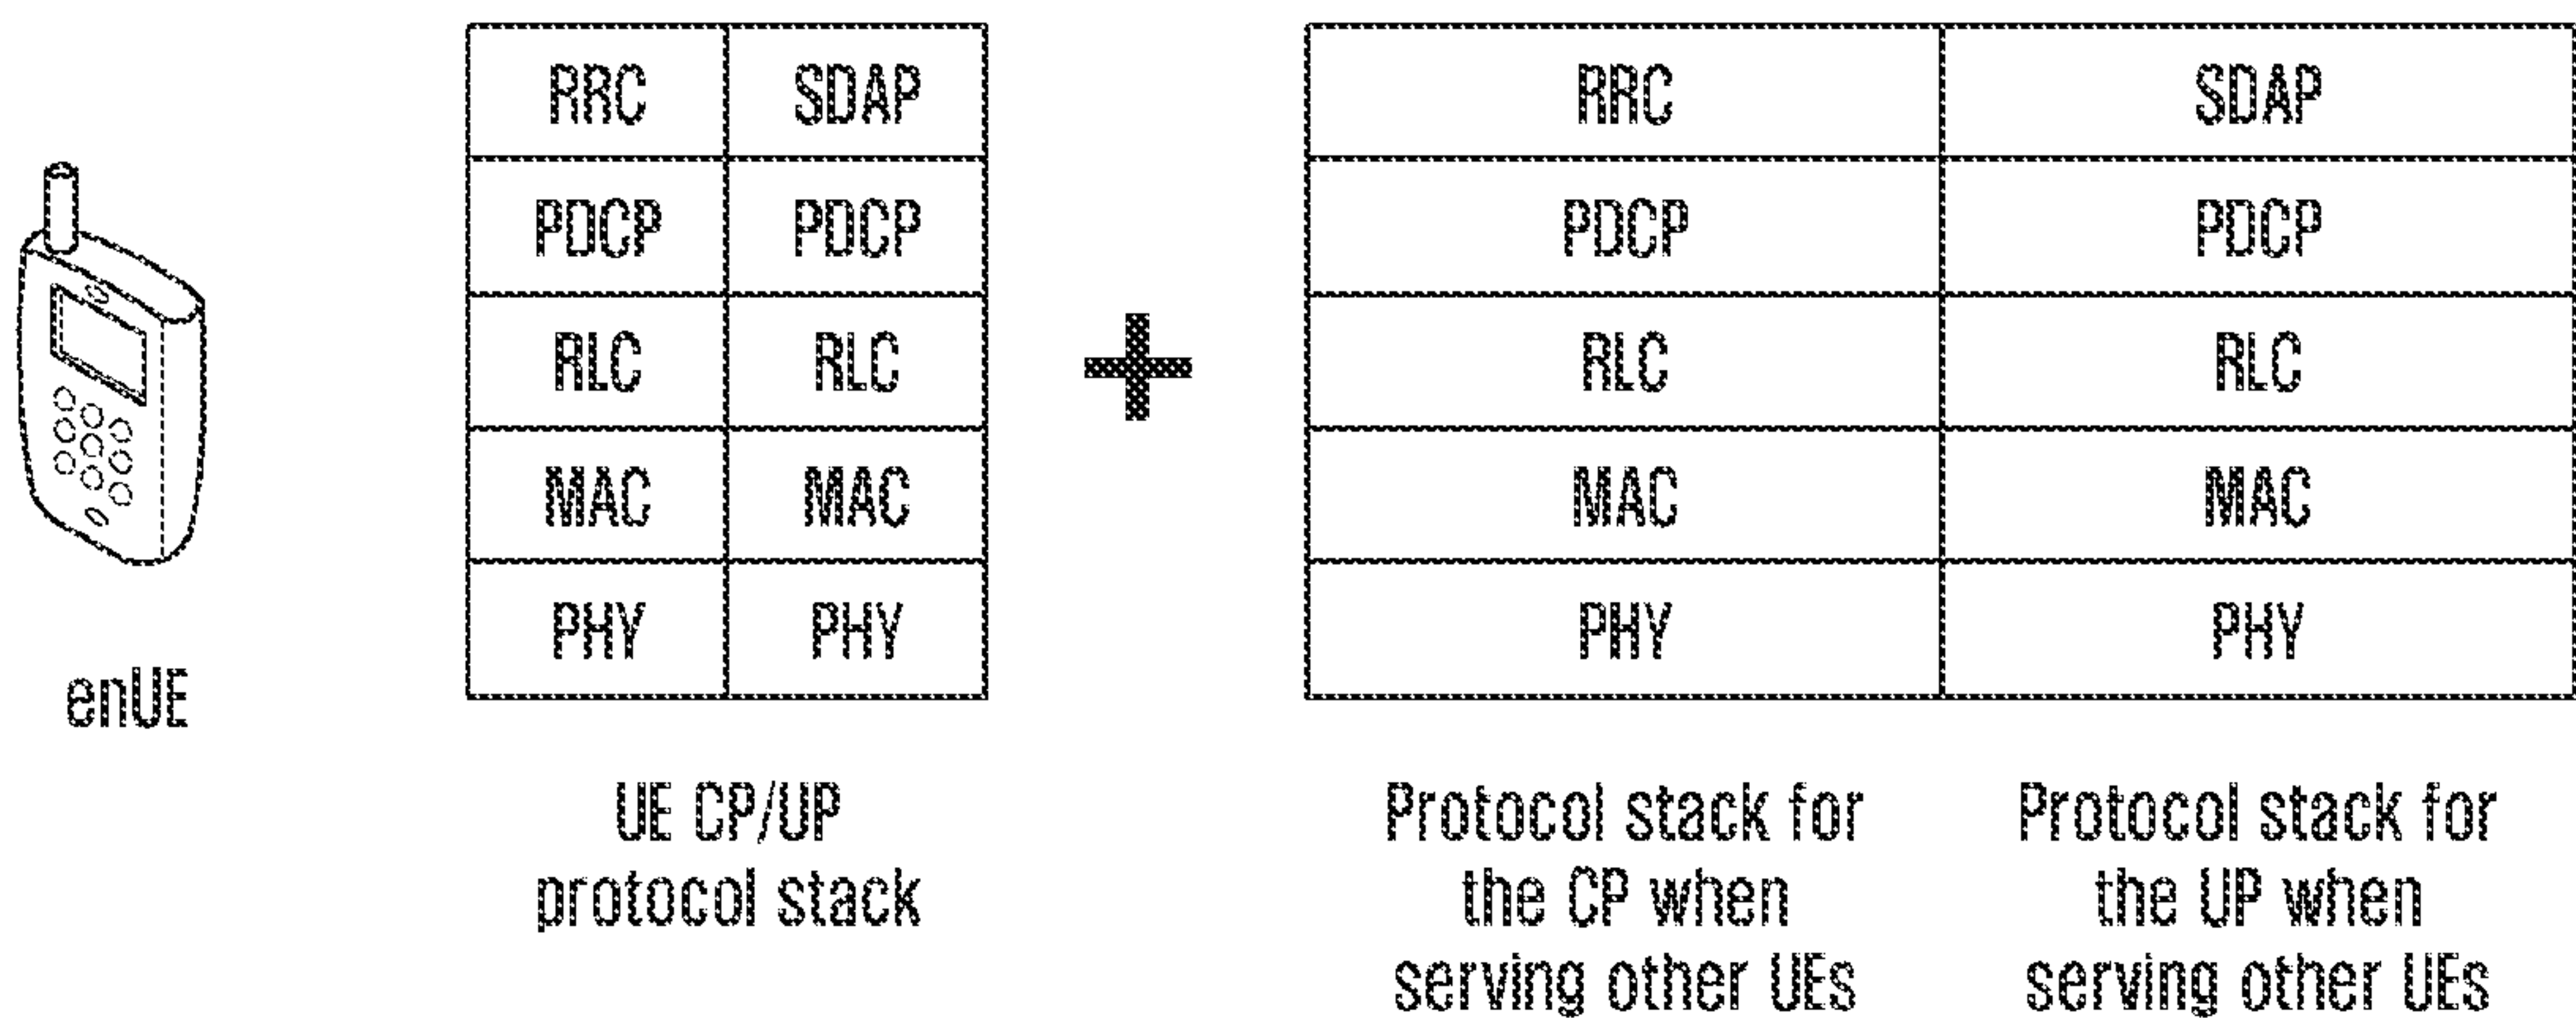 RRC SDAP RRC SDAP
PDCP PDCP PDCP PDCP
RLC RLC RLC RLC
MAC MAC MAC MAC
PHY PHY PHY PHY
enUE
UE CP/UP
protocol stack
Protocol stack for
the CP when
serving other UEs
Protocol stack for
the UP when
serving other UEs